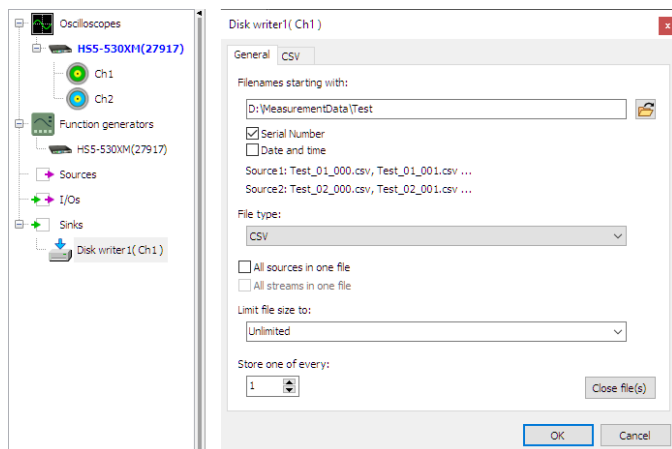 Oscilloscopes
HS5-530XM(27917)
Ch1
Ch2
Function generators
HS5-530XM(27917)
Sources
I/Os
Sinks
Disk writer1( Ch1 )
Disk writer1( Ch1 )
x
General
CSV
Filenames starting with:
D:\MeasurementData\Test
Serial Number
Date and time
Source1: Test_01_000.csv, Test_01_001.csv ...
Source2: Test_02_000.csv, Test_02_001.csv ...
File type:
CSV
All sources in one file
All streams in one file
Limit file size to:
Unlimited
Store one of every:
1
Close file(s)
OK
Cancel